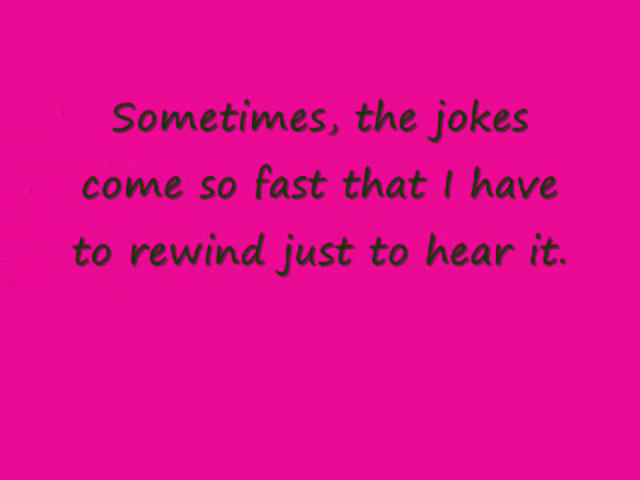 Sometimes, the jokes
come so fast that I have
to rewind just to hear it.